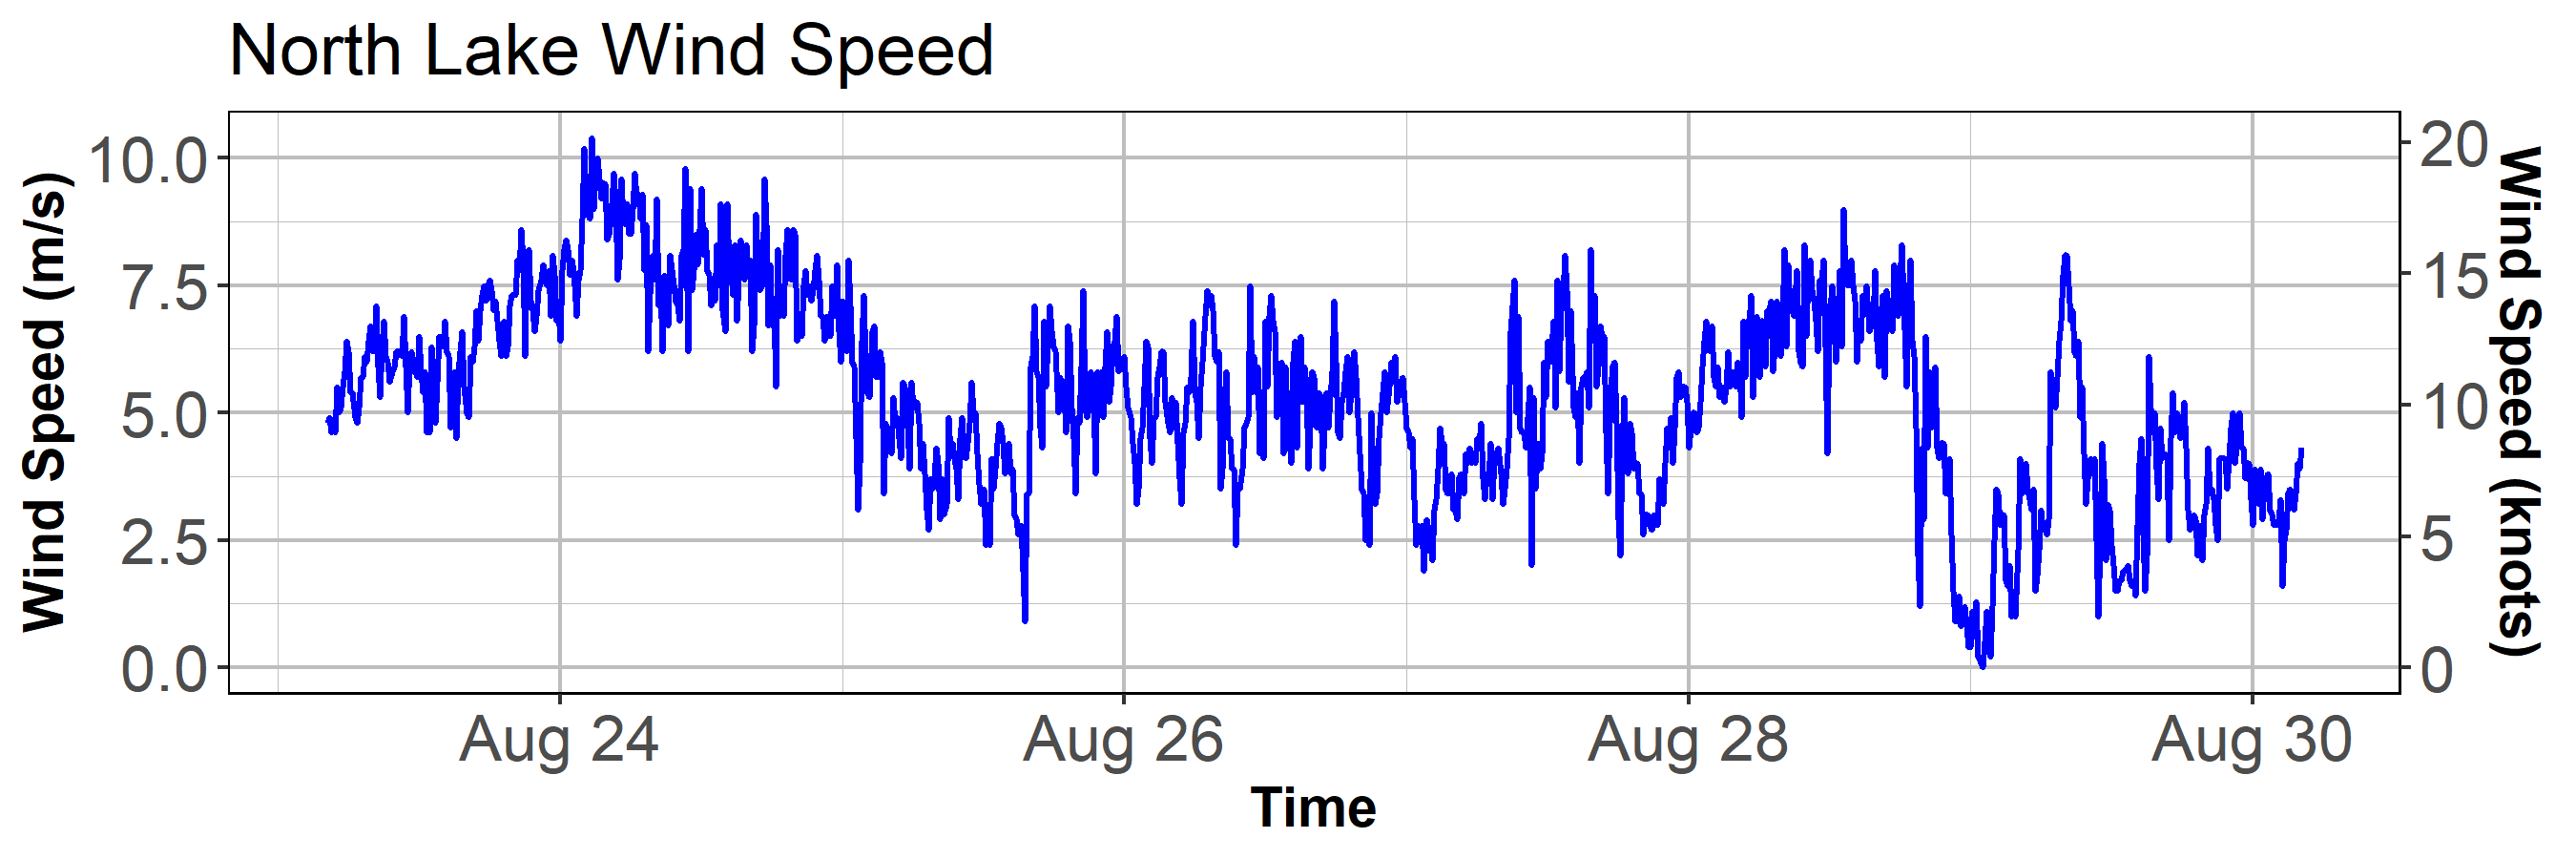 North Lake Wind Speed
Wind Speed (m/s)
10.0
7.5
5.0
2.5
0.0
20
15
10
5
0
Wind Speed (knots)
Aug 24
Aug 26
Aug 28
Aug 30
Time